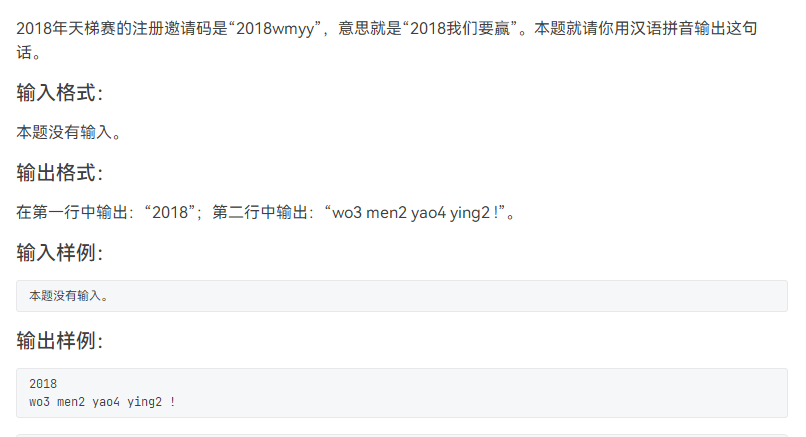 2018年天梯赛的注册邀请码是“2018wmyy”，意思就是“2018我们要赢”。本题就请你用汉语拼音输出这句
话。
输入格式：
本题没有输入。
输出格式：
在第一行中输出：“2018”；第二行中输出：“wo3 men2 yao4 ying2 !”。
输入样例：
本题没有输入。
输出样例：
2018
wo3 men2 yao4 ying2 !